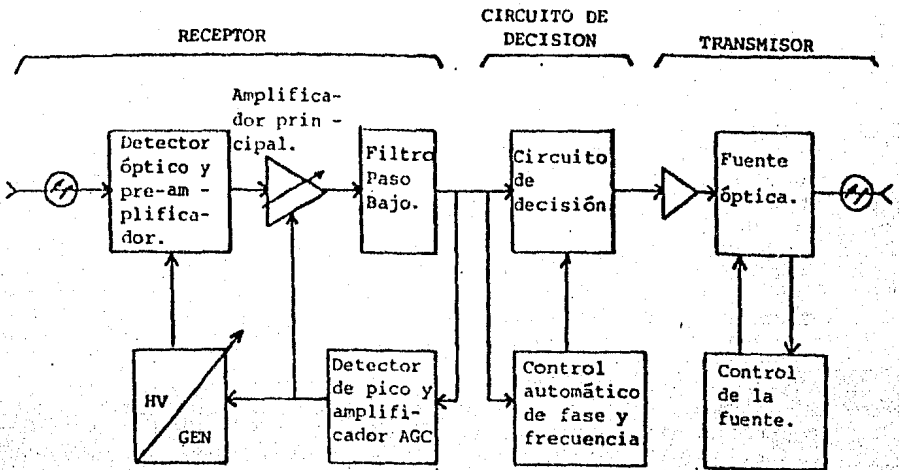 RECEPTOR
CIRCUITO DE
DECISION
TRANSMISOR
Amplifica-
dor prin -
cipal.
Detector
óptico y
pre-am -
plifica-
dor.
Filtro
Paso
Bajo.
Circuito
de
decisión
Fuente
óptica.
HV
GEN
Detector
de pico y
amplifi-
cador AGC
Control
automático
de fase y
frecuencia
Control
de la
fuente.